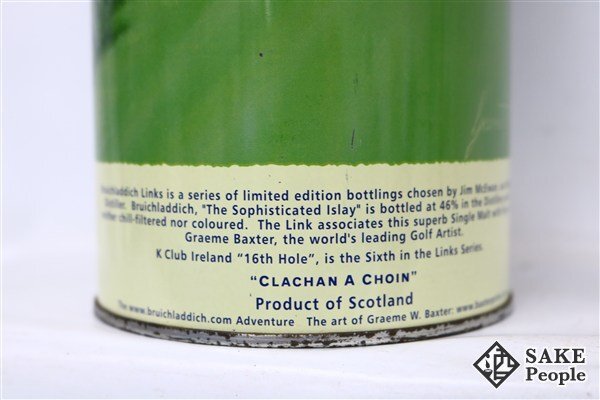 Bruichladdich Links is a series of limited edition bottlings chosen by Jim McEwan,
Distiller. Bruichladdich, "The Sophisticated Islay" is bottled at 46% in the Distillery
neither chill-filtered nor coloured. The Link associates this superb Single Malt with
Graeme Baxter, the world's leading Golf Artist.
K Club Ireland "16th Hole", is the Sixth in the Links Series.
"CLACHAN A CHOIN"
Product of Scotland
The www.bruichladdich.com Adventure The art of Graeme W. Baxter:
SAKE
People